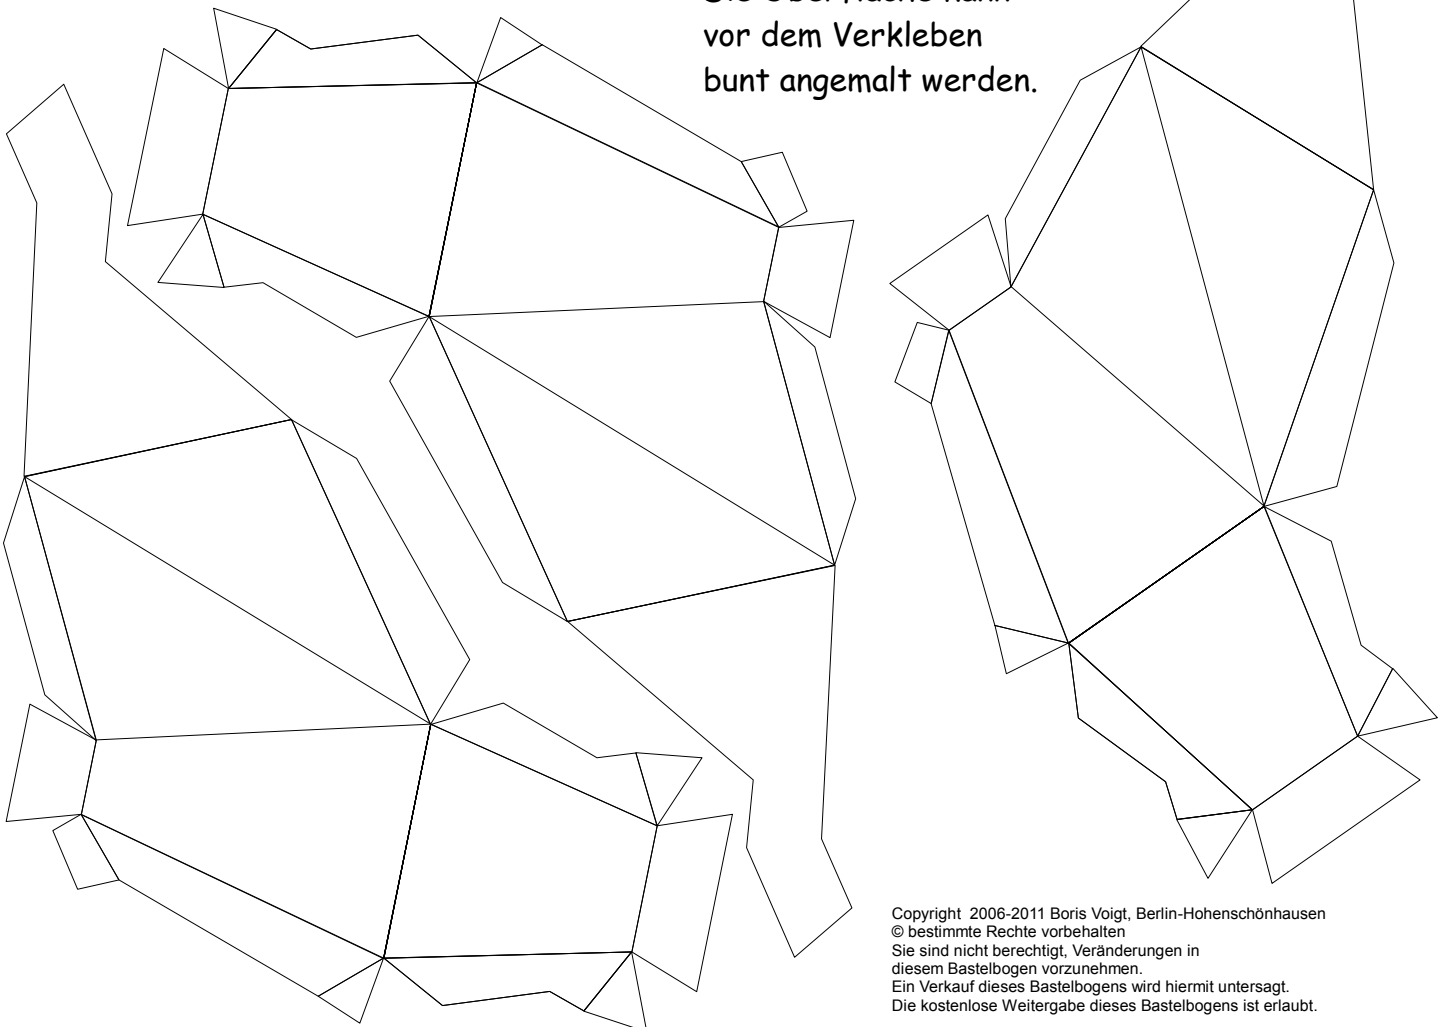 vor dem Verkleben
bunt angemalt werden.
Copyright 2006-2011 Boris Voigt, Berlin-Hohenschönhausen
© bestimmte Rechte vorbehalten
Sie sind nicht berechtigt, Veränderungen in
diesem Bastelbogen vorzunehmen.
Ein Verkauf dieses Bastelbogens wird hiermit untersagt.
Die kostenlose Weitergabe dieses Bastelbogens ist erlaubt.